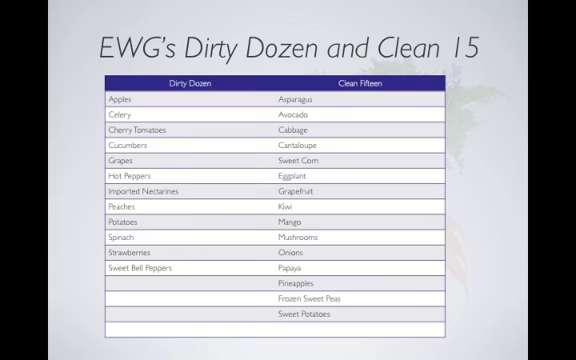 EWG's Dirty Dozen and Clean 15
Dirty Dozen Clean Fifteen
Apples Asparagus
Celery Avocado
Cherry Tomatoes Cabbage
Cucumbers Cantaloupe
Grapes Sweet Corn
Hot Peppers Eggplant
Imported Nectarines Grapefruit
Peaches Kiwi
Potatoes Mango
Spinach Mushrooms
Strawberries Onions
Sweet Bell Peppers Papaya
Pineapples
Frozen Sweet Peas
Sweet Potatoes